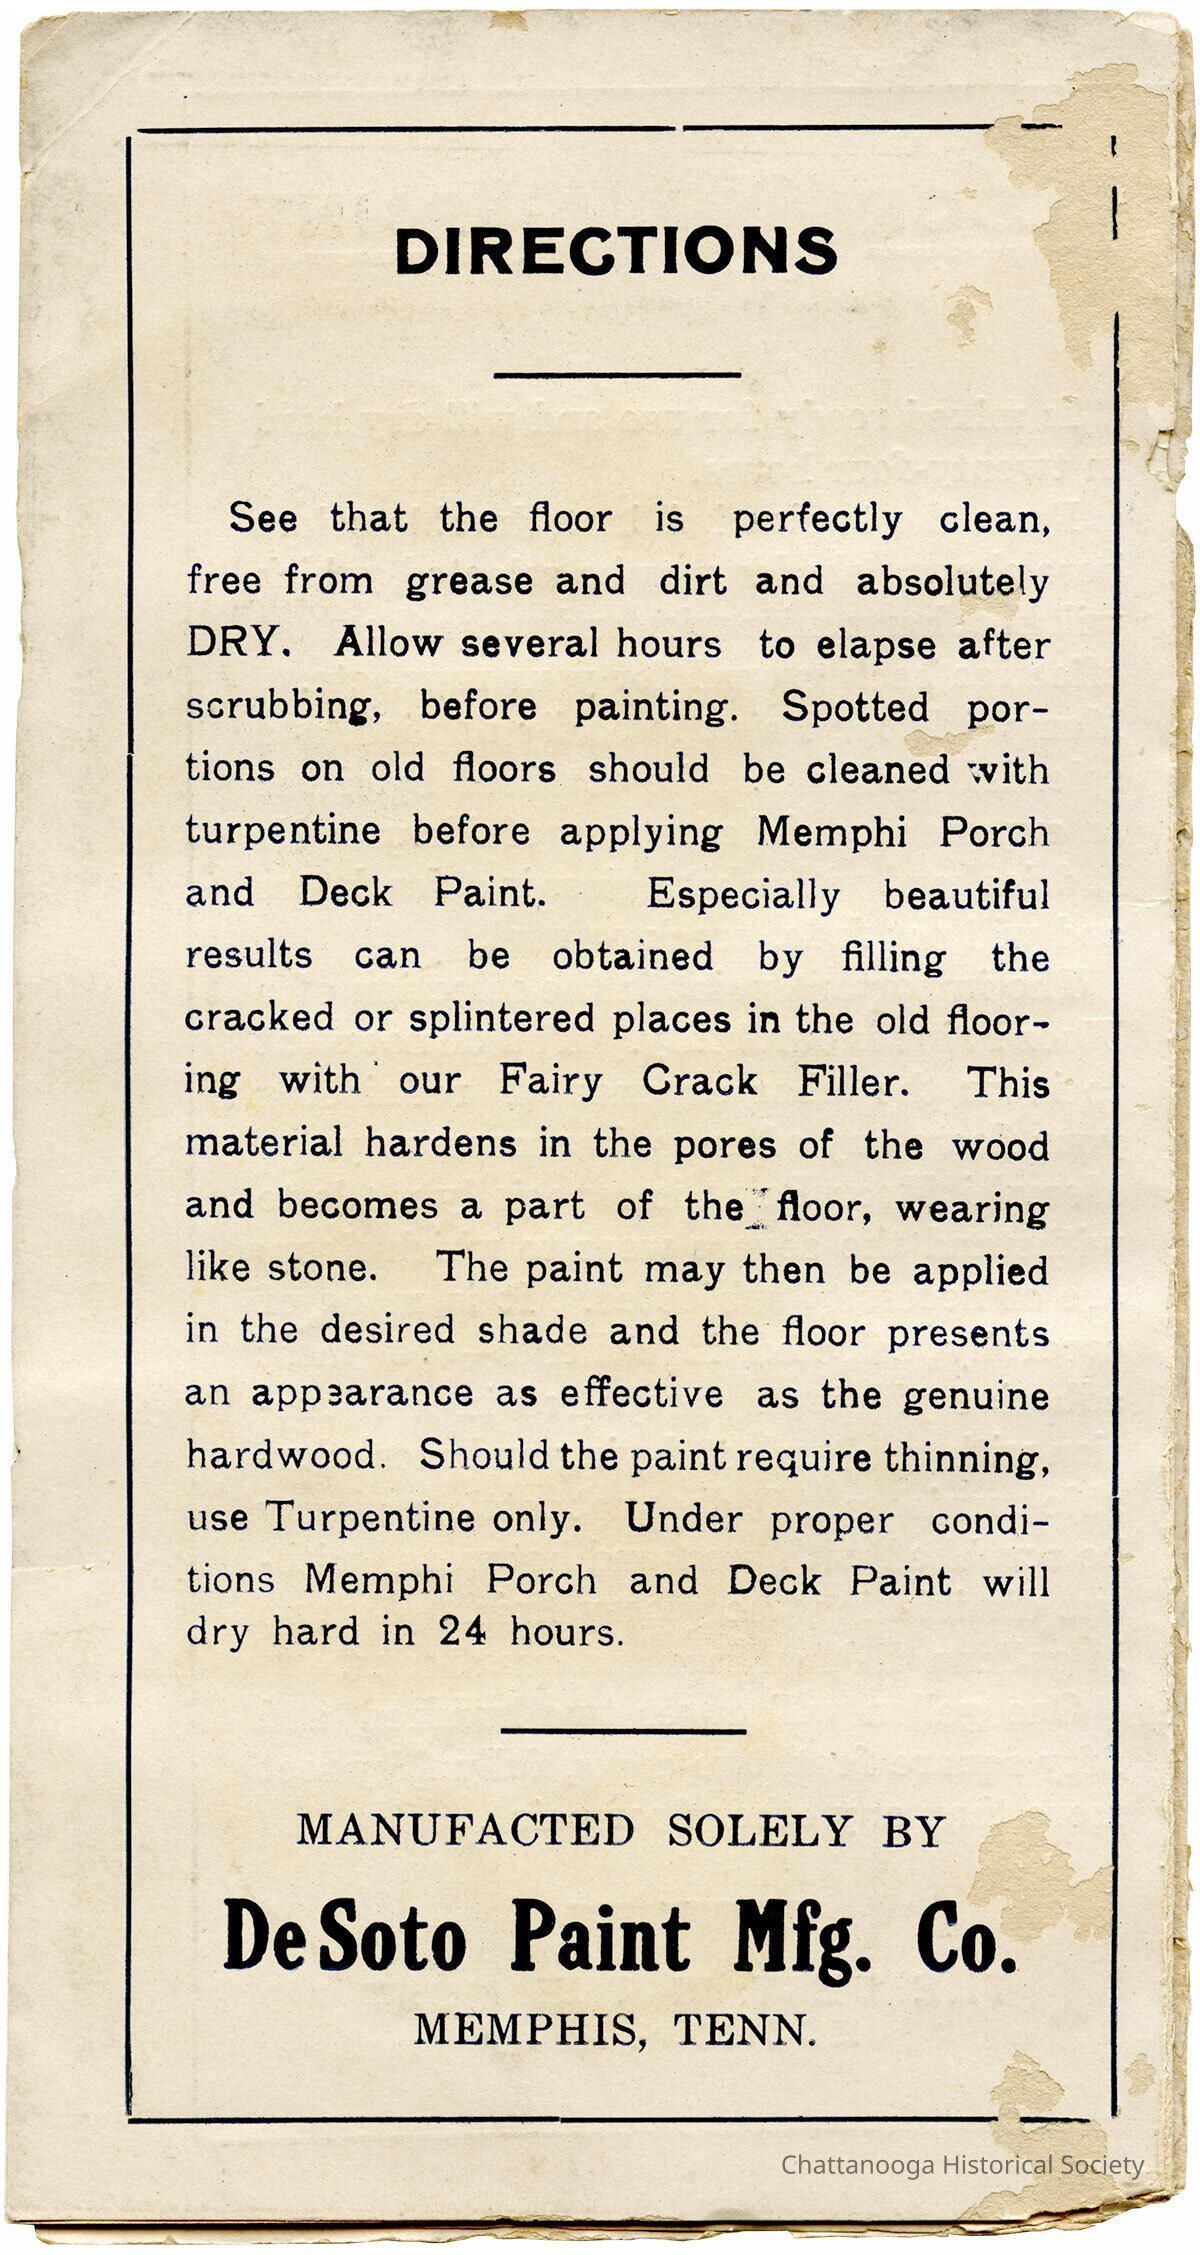 DIRECTIONS
See that the floor is perfectly clean,
free from grease and dirt and absolutely
DRY. Allow several hours to elapse after
scrubbing, before painting. Spotted por-
tions on old floors should be cleaned with
turpentine before applying Memphi Porch
and Deck Paint. Especially beautiful
results can be obtained by filling the
cracked or splintered places in the old floor-
ing with our Fairy Crack Filler. This
material hardens in the pores of the wood
and becomes a part of the floor, wearing
like stone. The paint may then be applied
in the desired shade and the floor presents
an appearance as effective as the genuine
hardwood. Should the paint require thinning,
use Turpentine only. Under proper condi-
tions Memphi Porch and Deck Paint will
dry hard in 24 hours.
MANUFACTED SOLELY BY
DeSoto Paint Mfg. Co.
MEMPHIS, TENN.
Chattanooga Historical Society